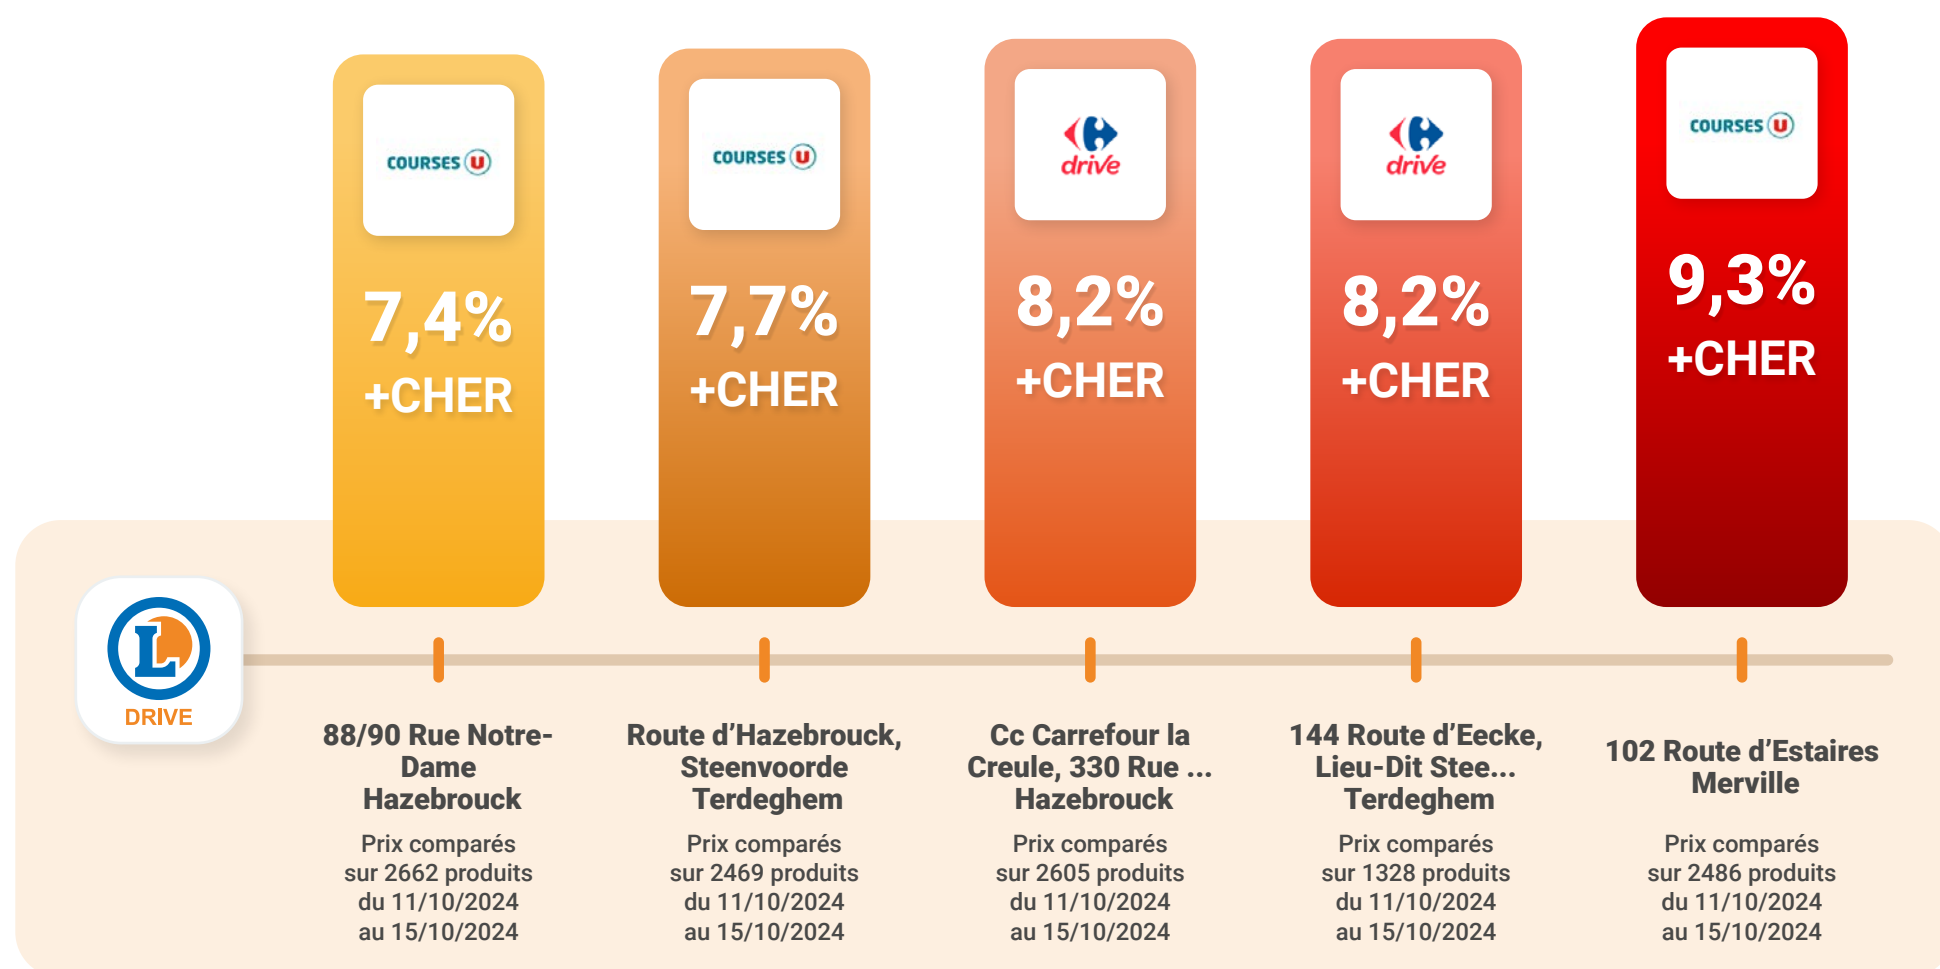 COURSES U
7,4%
+CHER
COURSES U
7,7%
+CHER
drive
8,2%
+CHER
drive
8,2%
+CHER
COURSES U
9,3%
+CHER
L
DRIVE
88/90 Rue Notre-
Dame
Hazebrouck
Prix comparés
sur 2662 produits
du 11/10/2024
au 15/10/2024
Route d’Hazebrouck,
Steenvoorde
Terdeghem
Prix comparés
sur 2469 produits
du 11/10/2024
au 15/10/2024
Cc Carrefour la
Creule, 330 Rue ...
Hazebrouck
Prix comparés
sur 2605 produits
du 11/10/2024
au 15/10/2024
144 Route d’Eecke,
Lieu-Dit Stee...
Terdeghem
Prix comparés
sur 1328 produits
du 11/10/2024
au 15/10/2024
102 Route d’Estaires
Merville
Prix comparés
sur 2486 produits
du 11/10/2024
au 15/10/2024